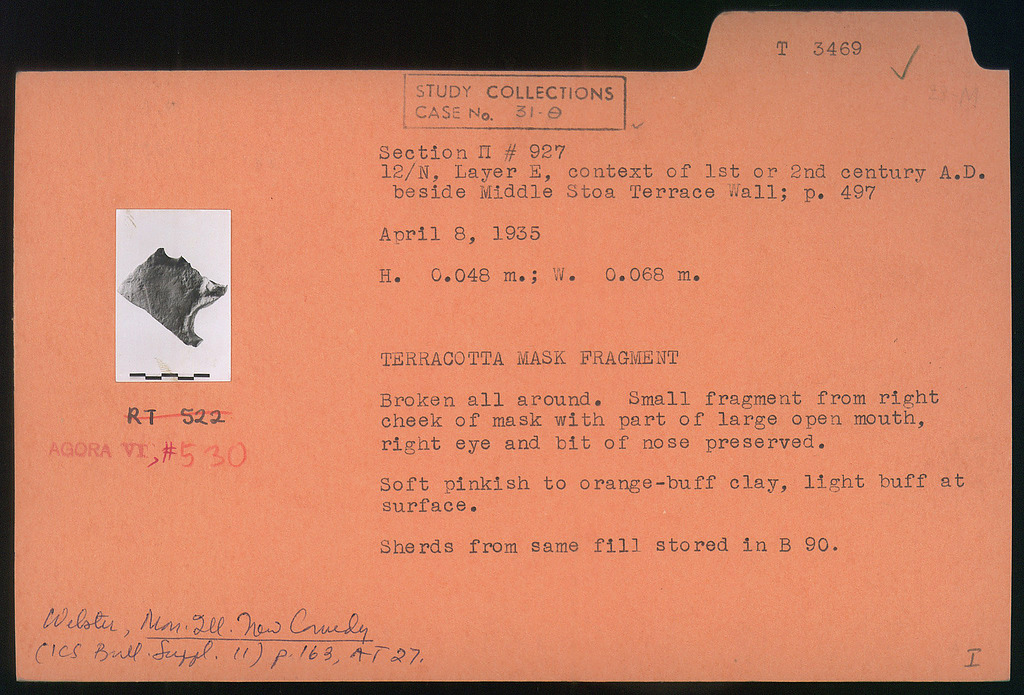 T 3469
STUDY COLLECTIONS
CASE No. 31-Θ
Section Π # 927
12/N, Layer E, context of 1st or 2nd century A.D.
beside Middle Stoa Terrace Wall; p. 497
April 8, 1935
H. 0.048 m.; W. 0.068 m.
TERRACOTTA MASK FRAGMENT
Broken all around. Small fragment from right
cheek of mask with part of large open mouth,
right eye and bit of nose preserved.
Soft pinkish to orange-buff clay, light buff at
surface.
Sherds from same fill stored in B 90.
RT 522
AGORA VI, #530
Webster, Mon. Ill. New Comedy
(ICS Bull. Suppl. 11) p. 163, AT 27.
I